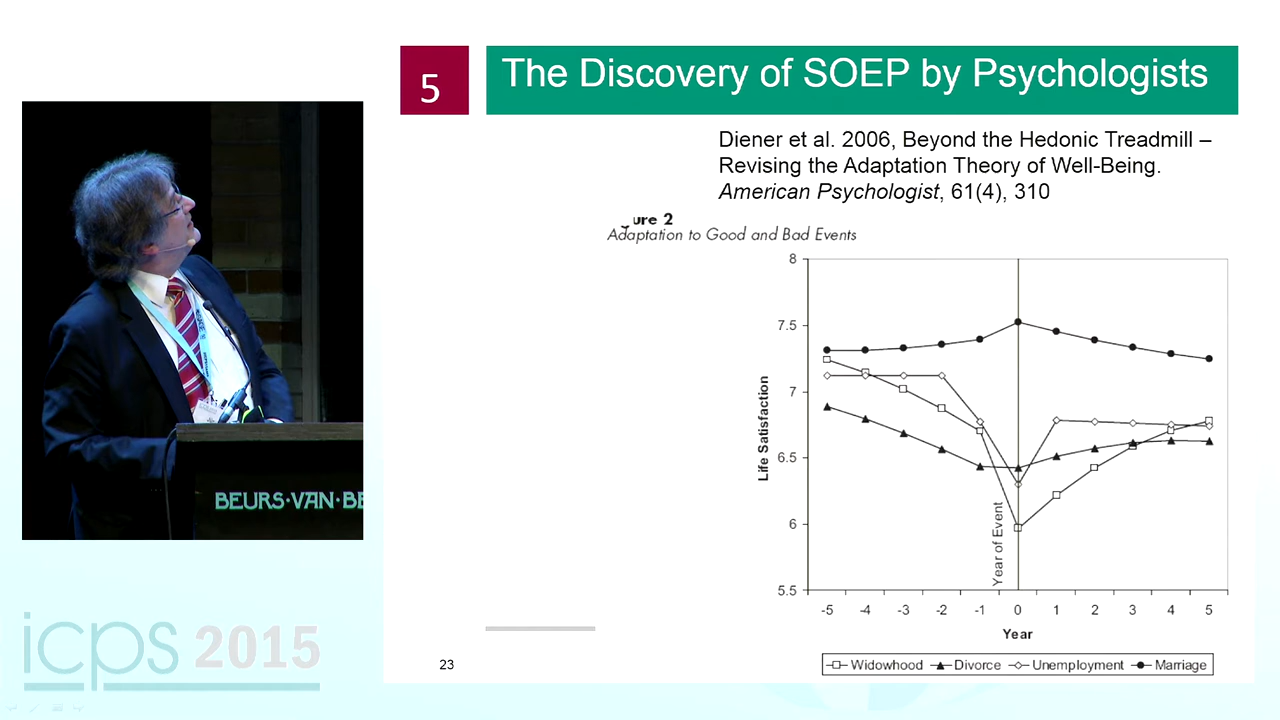 5
The Discovery of SOEP by Psychologists
Diener et al. 2006, Beyond the Hedonic Treadmill –
Revising the Adaptation Theory of Well-Being.
American Psychologist, 61(4), 310
ure 2
Adaptation to Good and Bad Events
8
7.5
7
6.5
6
5.5
Life Satisfaction
Year of Event
-5 -4 -3 -2 -1 0 1 2 3 4 5
Year
Widowhood Divorce Unemployment Marriage
23
BEURS·VAN·BE
icps 2015